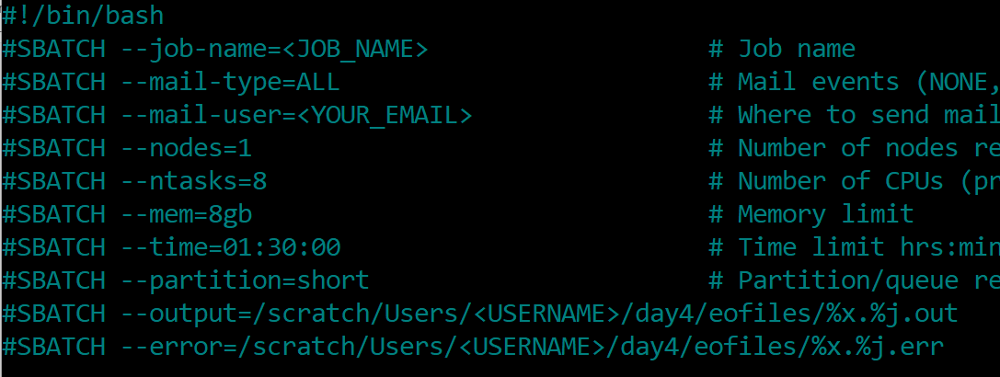 #!/bin/bash
#SBATCH --job-name=<JOB_NAME> # Job name
#SBATCH --mail-type=ALL # Mail events (NONE,
#SBATCH --mail-user=<YOUR_EMAIL> # Where to send mail
#SBATCH --nodes=1 # Number of nodes re
#SBATCH --ntasks=8 # Number of CPUs (pr
#SBATCH --mem=8gb # Memory limit
#SBATCH --time=01:30:00 # Time limit hrs:min
#SBATCH --partition=short # Partition/queue re
#SBATCH --output=/scratch/Users/<USERNAME>/day4/eofiles/%x.%j.out
#SBATCH --error=/scratch/Users/<USERNAME>/day4/eofiles/%x.%j.err